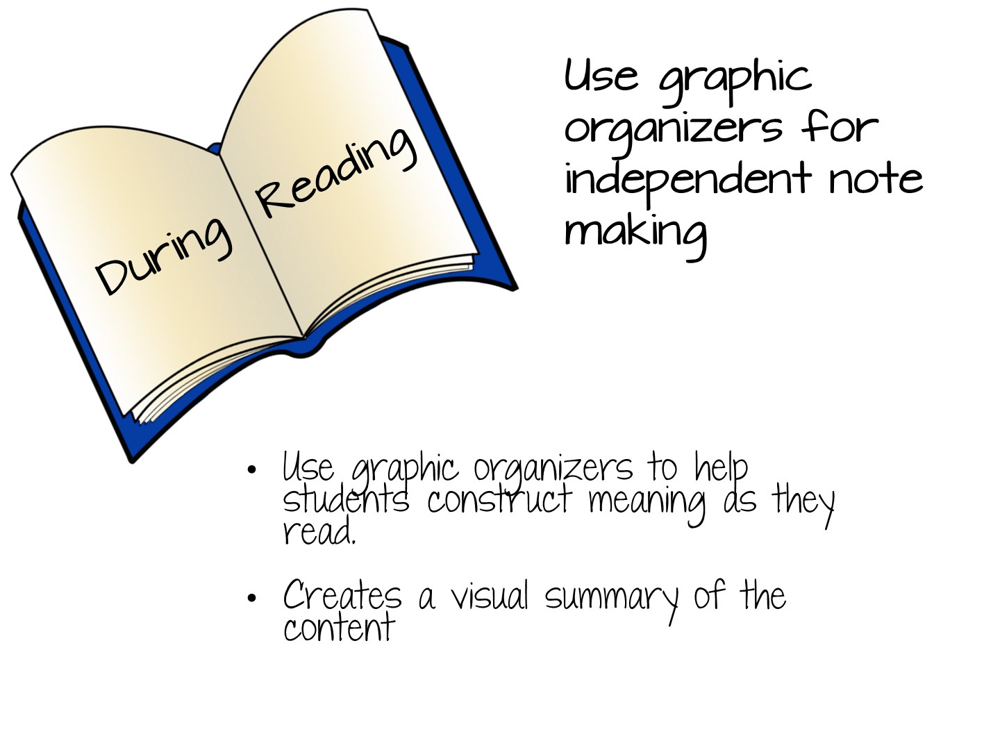 During Reading
Use graphic
organizers for
independent note
making
• Use graphic organizers to help
students construct meaning as they
read.
• Creates a visual summary of the
content